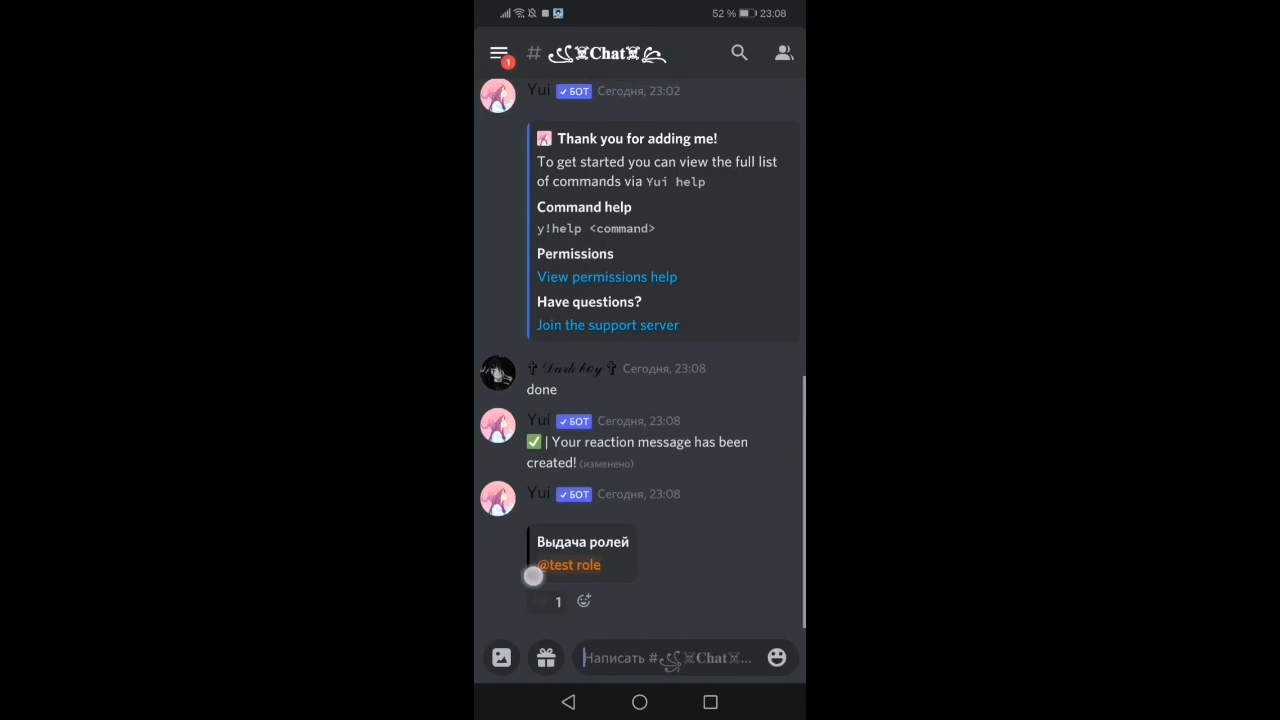 52 % 23:08
1
# ꧁☠︎Chat☠︎꧂
Yui ✓ БОТ Сегодня, 23:02
Thank you for adding me!
To get started you can view the full list
of commands via Yui help
Command help
y!help <command>
Permissions
View permissions help
Have questions?
Join the support server
✞ 𝒟𝒶𝓇𝓀 𝒷𝑜𝓎 ✞ Сегодня, 23:08
done
Yui ✓ БОТ Сегодня, 23:08
✅ | Your reaction message has been
created! (изменено)
Yui ✓ БОТ Сегодня, 23:08
Выдача ролей
@test role
1
Написать #꧁☠︎Chat☠︎...